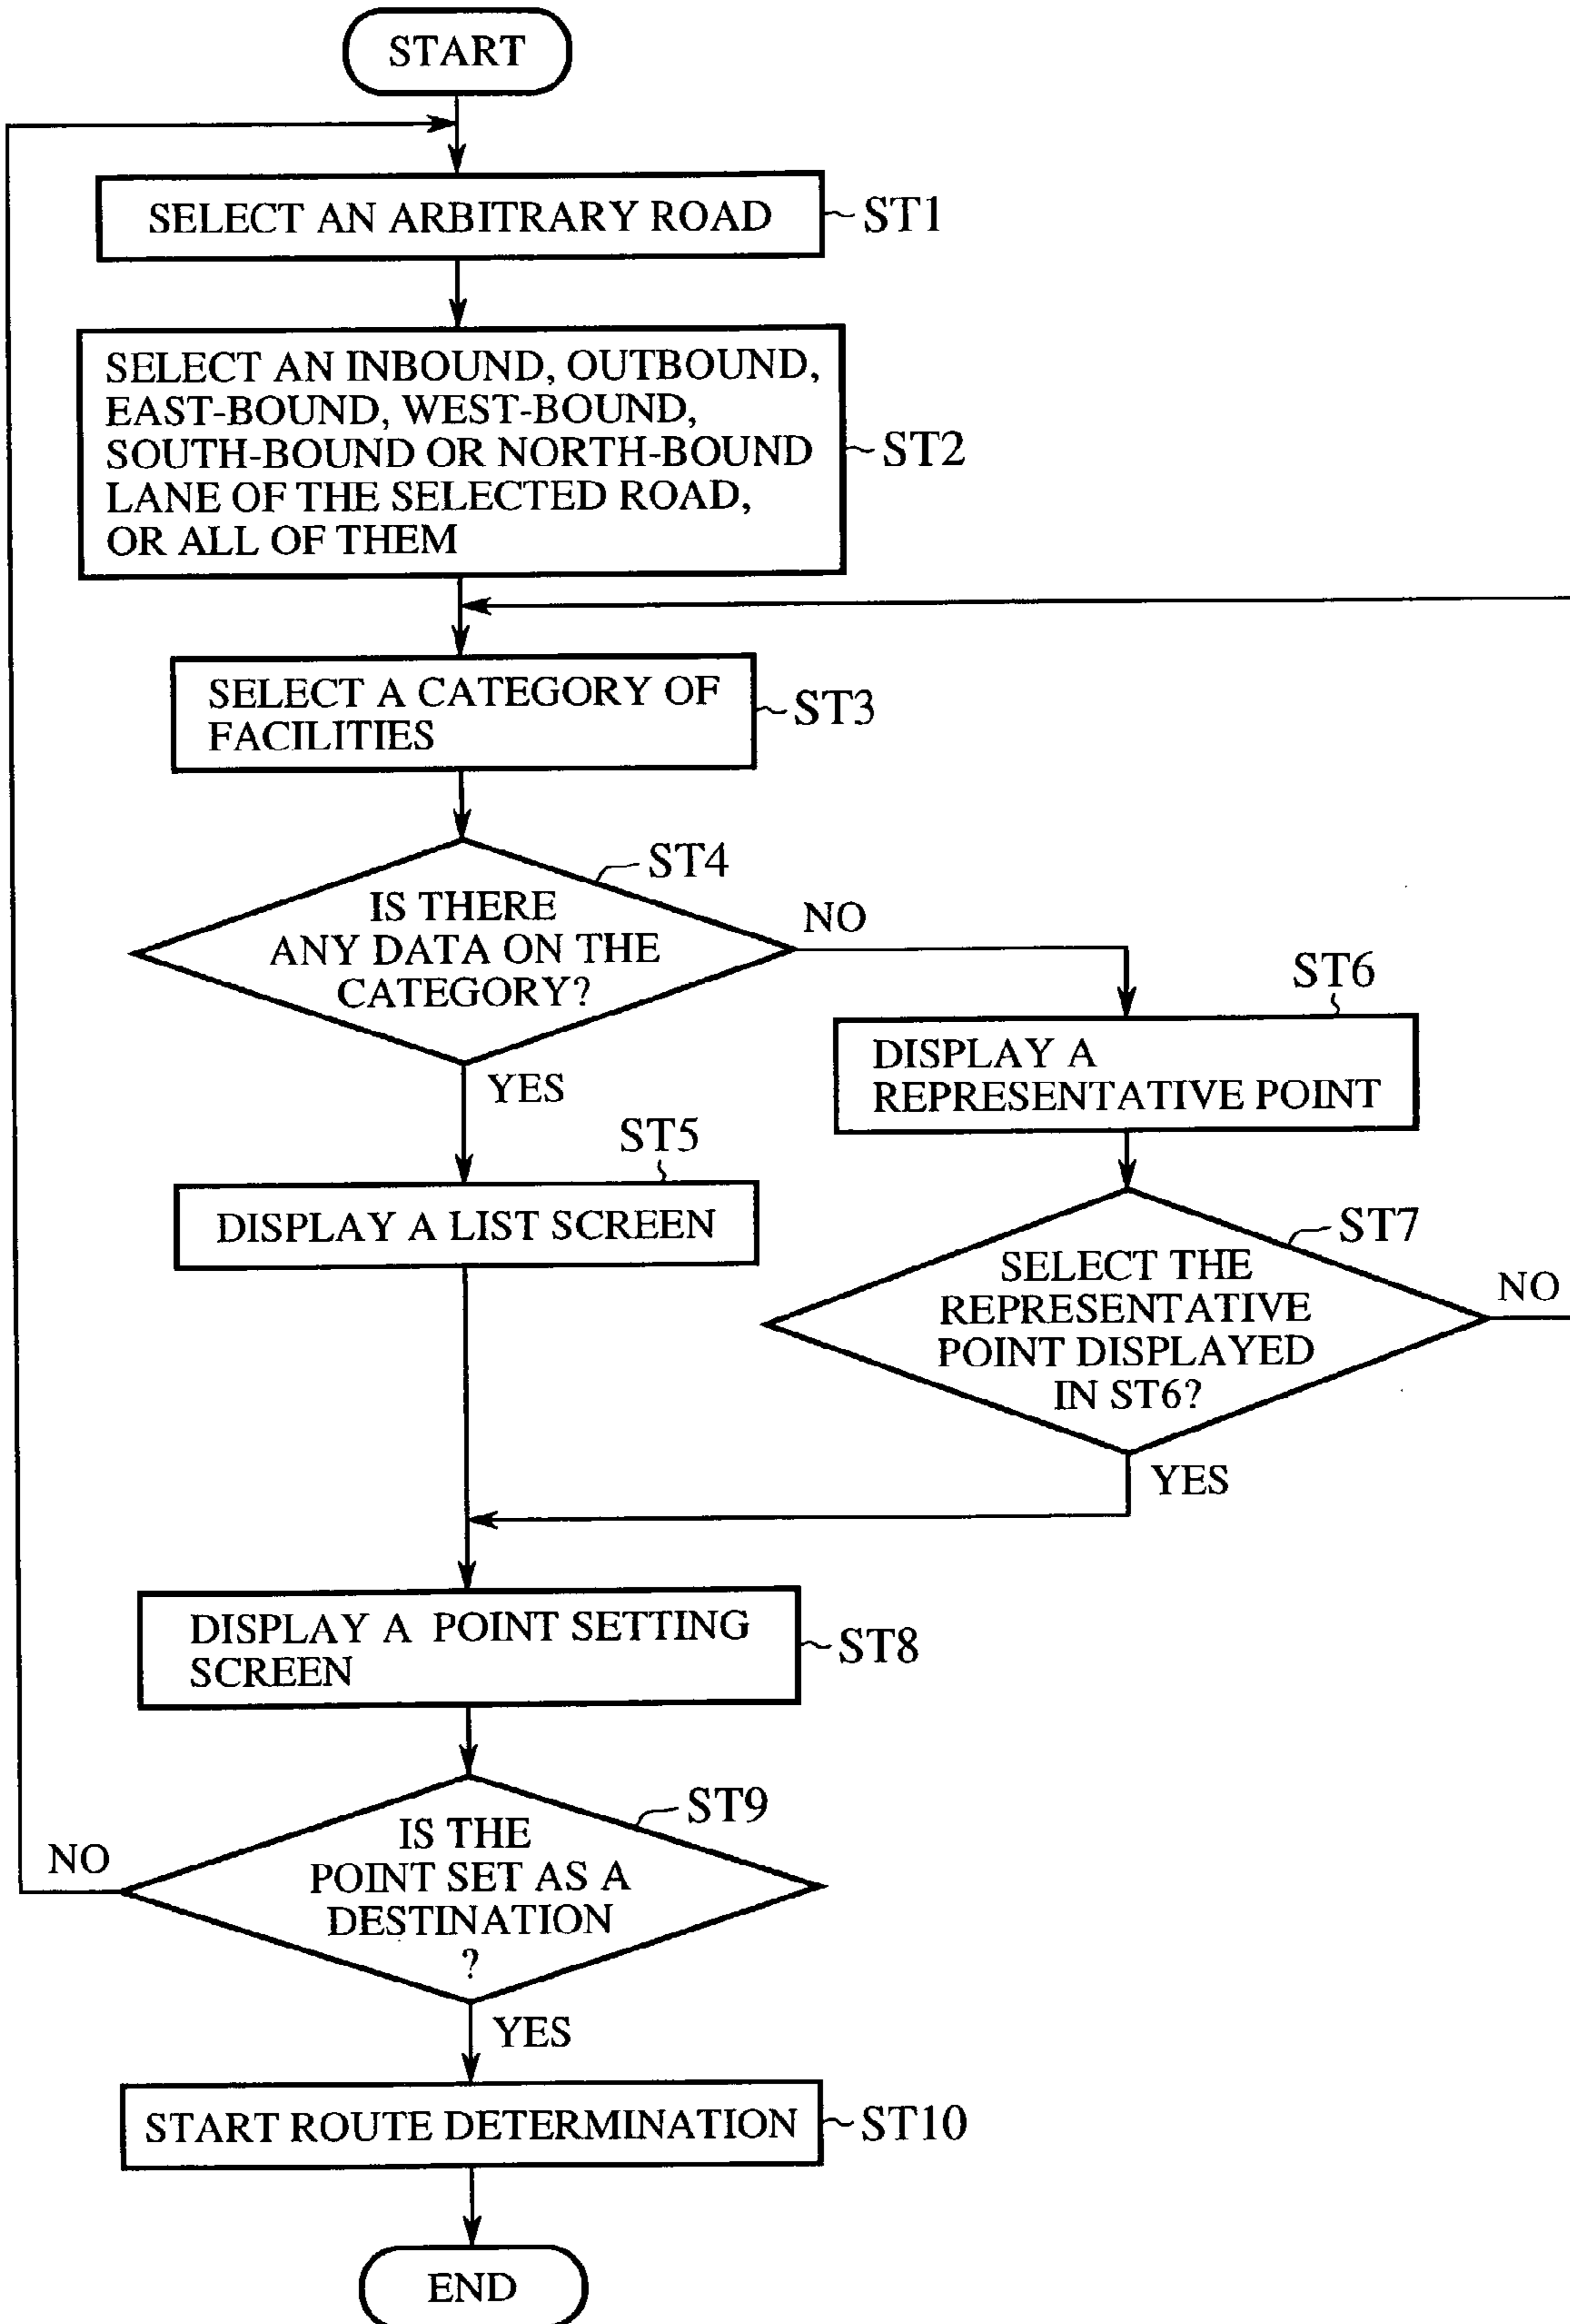 START
SELECT AN ARBITRARY ROAD
ST1
SELECT AN INBOUND, OUTBOUND,
EAST-BOUND, WEST-BOUND,
SOUTH-BOUND OR NORTH-BOUND
LANE OF THE SELECTED ROAD,
OR ALL OF THEM
ST2
SELECT A CATEGORY OF
FACILITIES
ST3
ST4
IS THERE
ANY DATA ON THE
CATEGORY?
NO
YES
ST6
DISPLAY A
REPRESENTATIVE POINT
ST5
DISPLAY A LIST SCREEN
ST7
SELECT THE
REPRESENTATIVE
POINT DISPLAYED
IN ST6?
NO
YES
DISPLAY A POINT SETTING
SCREEN
ST8
ST9
IS THE
POINT SET AS A
DESTINATION
?
NO
YES
START ROUTE DETERMINATION
ST10
END